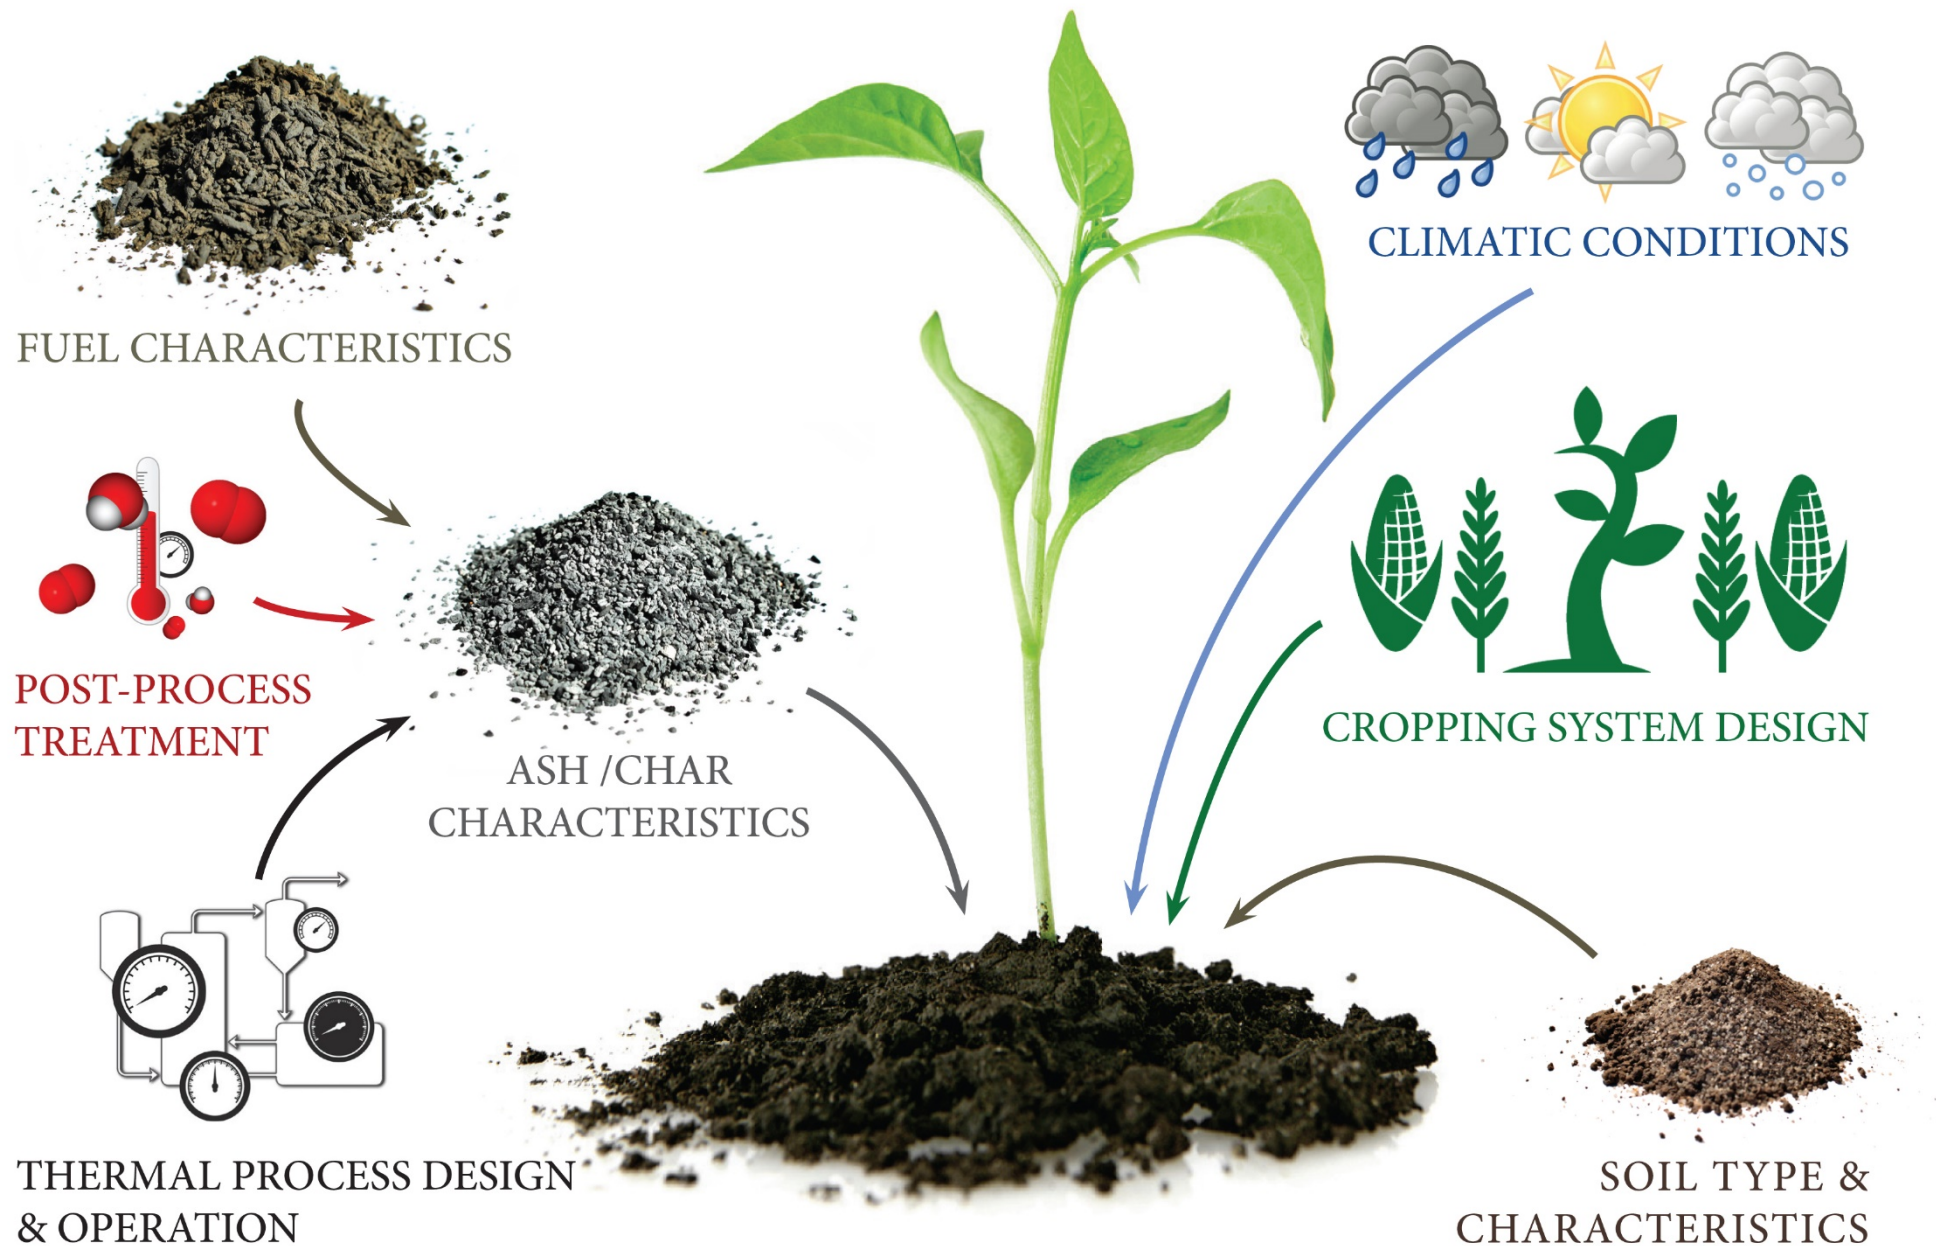 CLIMATIC CONDITIONS
FUEL CHARACTERISTICS
POST-PROCESS
TREATMENT
CROPPING SYSTEM DESIGN
ASH /CHAR
CHARACTERISTICS
THERMAL PROCESS DESIGN
& OPERATION
SOIL TYPE &
CHARACTERISTICS